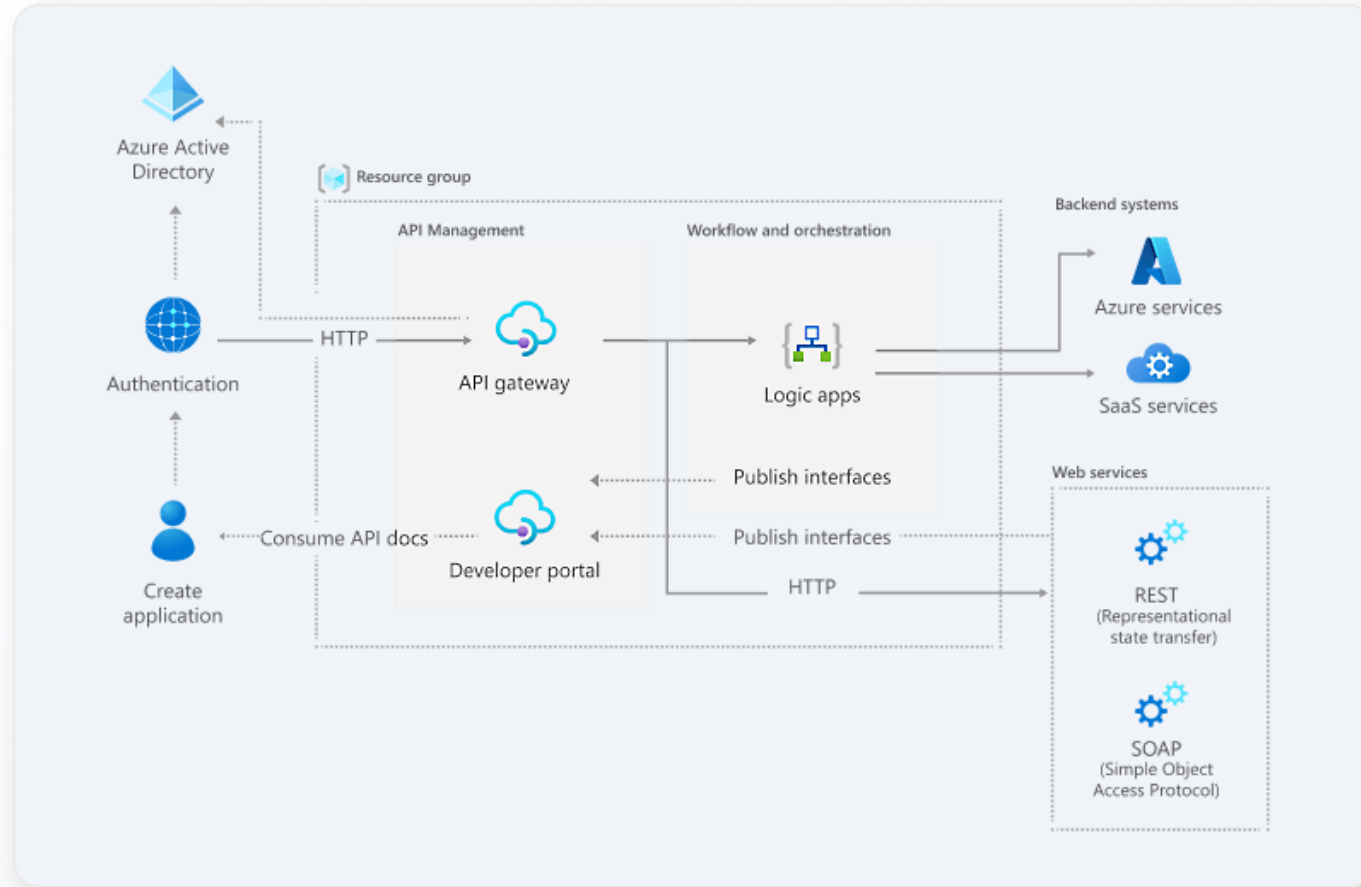 Azure Active
Directory
Resource group
Backend systems
API Management
Workflow and orchestration
Azure services
HTTP
Authentication
API gateway
Logic apps
SaaS services
Web services
Publish interfaces
Consume API docs
Publish interfaces
Developer portal
HTTP
Create
application
REST
(Representational
state transfer)
SOAP
(Simple Object
Access Protocol)